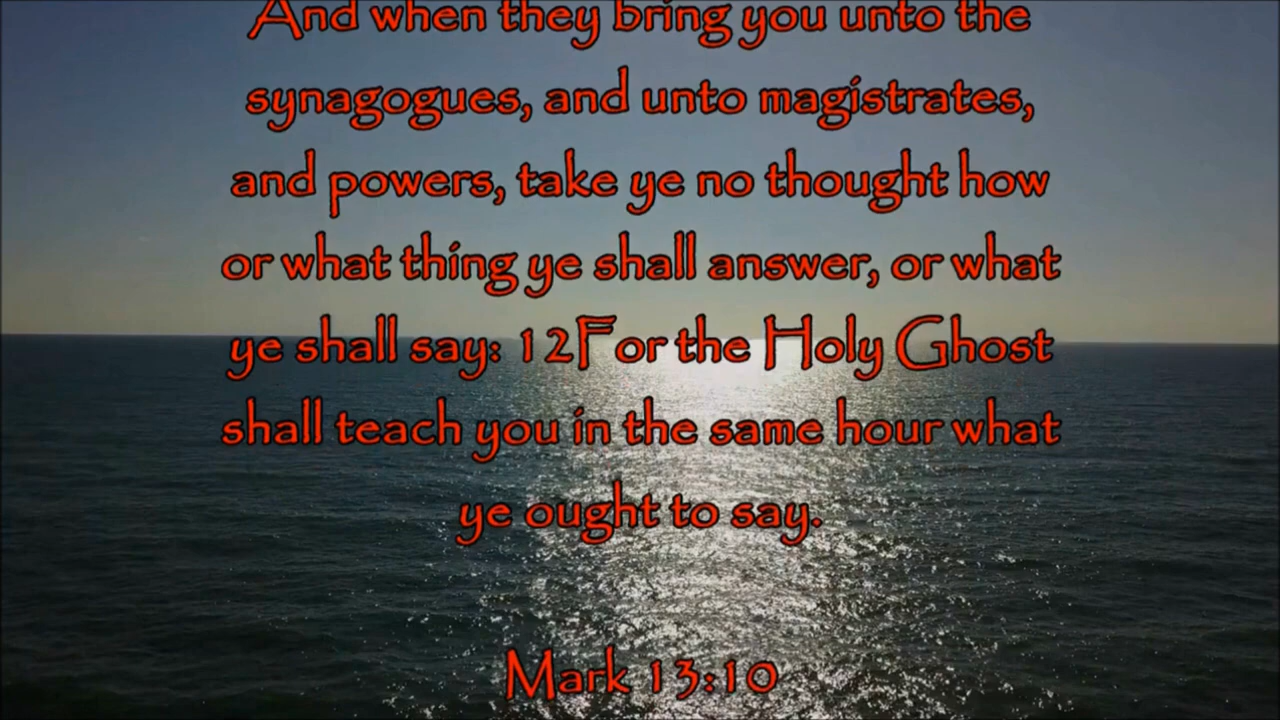 And when they bring you unto the
synagogues, and unto magistrates,
and powers, take ye no thought how
or what thing ye shall answer, or what
ye shall say: 12For the Holy Ghost
shall teach you in the same hour what
ye ought to say.
Mark 13:10